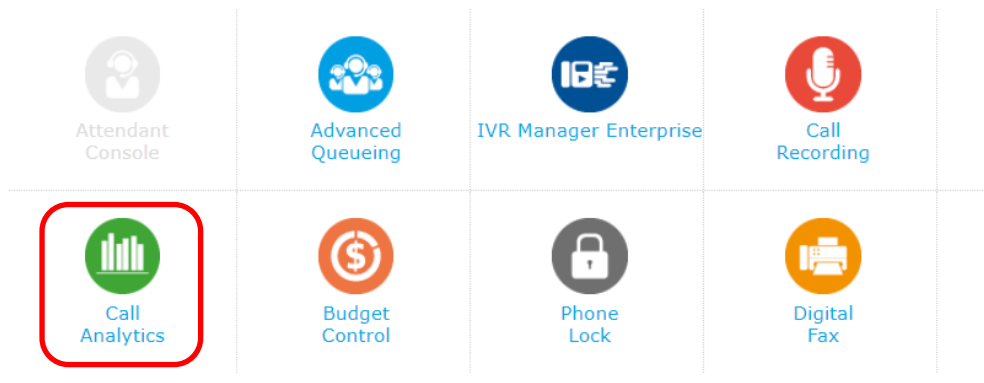 Attendant
Console
Advanced
Queueing
IVR Manager Enterprise
Call
Recording
Call
Analytics
$
Budget
Control
Phone
Lock
Digital
Fax